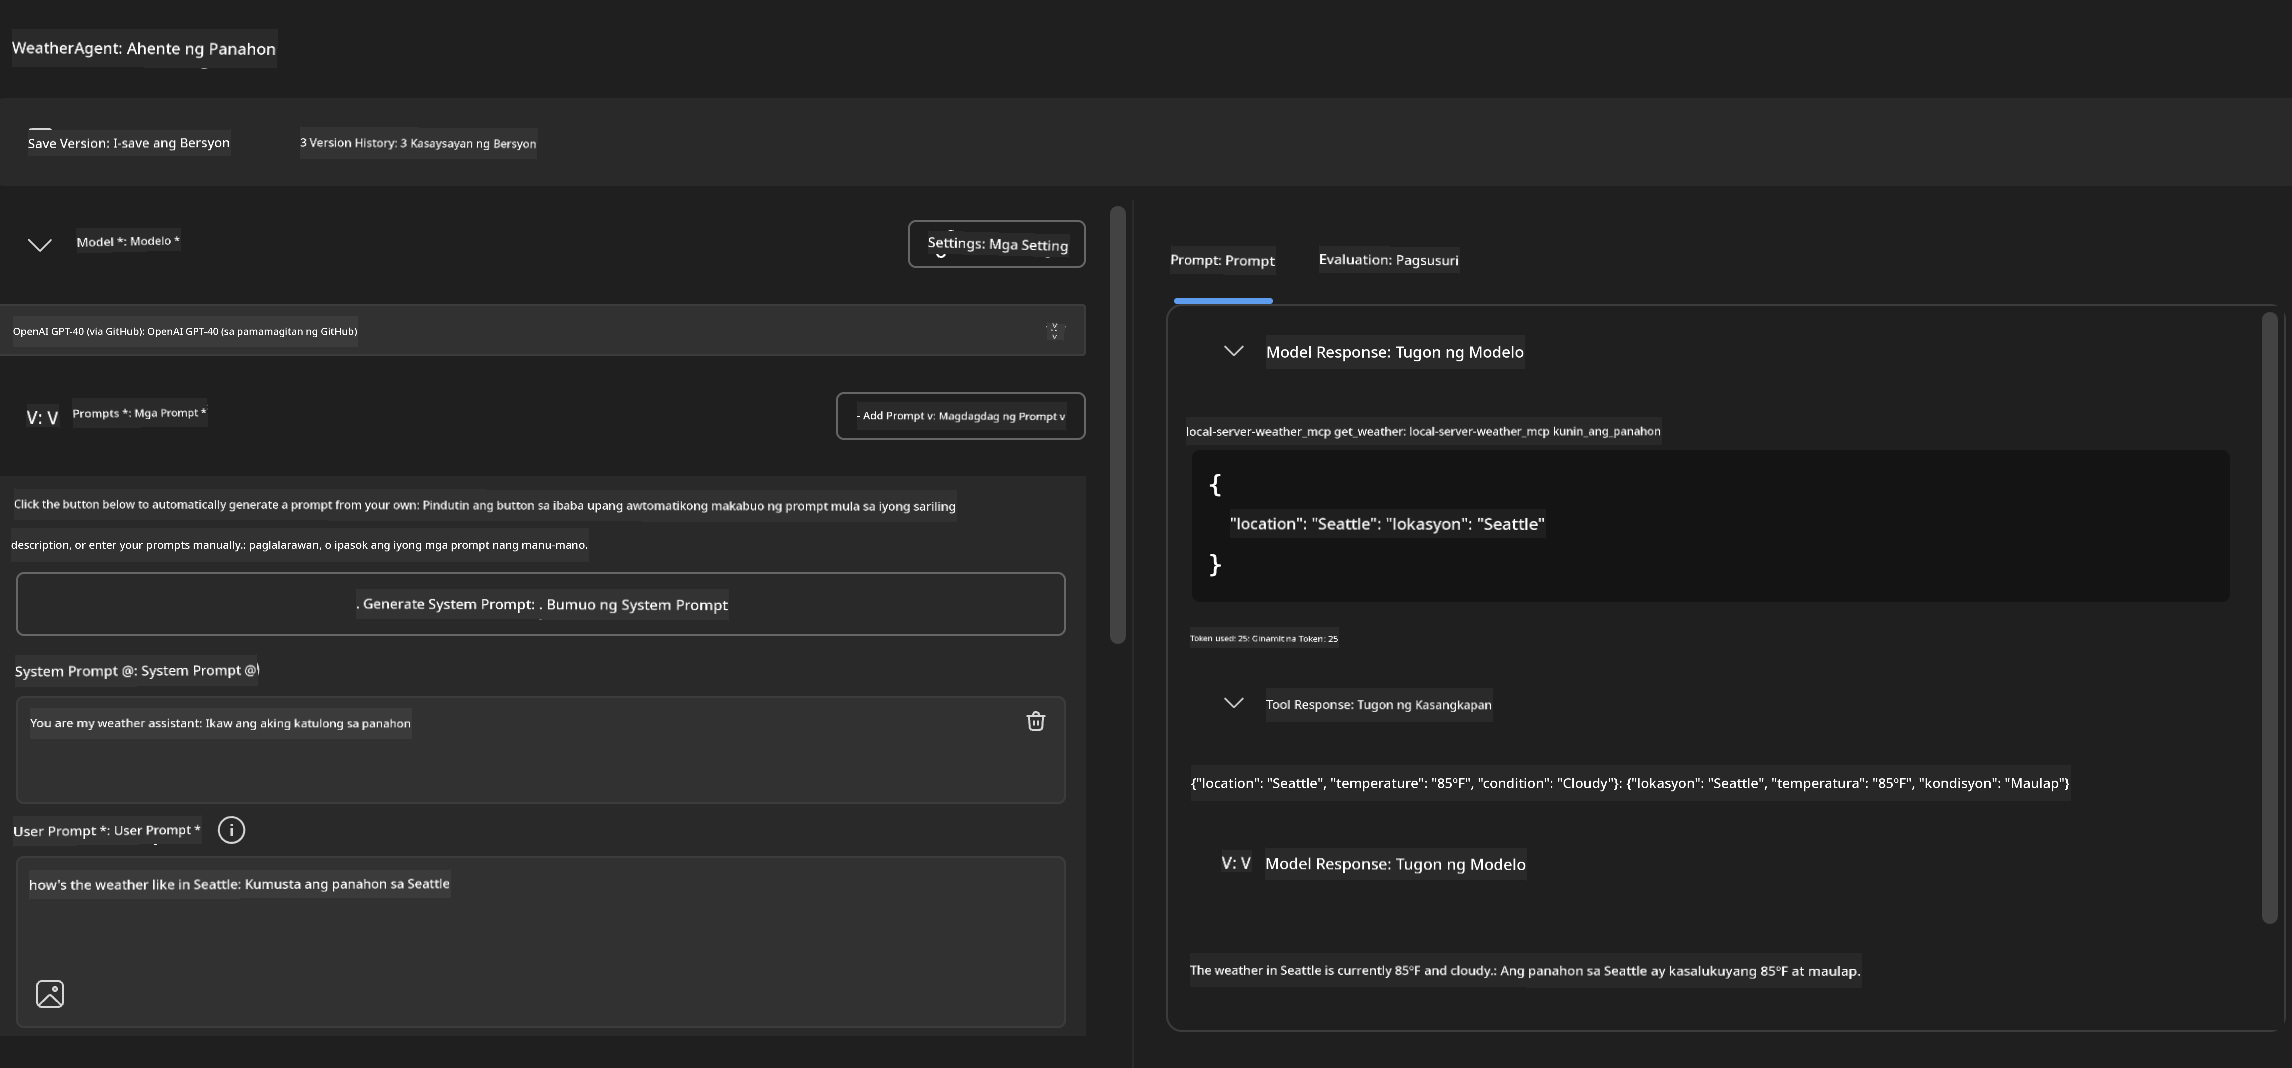 WeatherAgent: Ahente ng Panahon
Save Version: I-save ang Bersyon
3 Version History: 3 Kasaysayan ng Bersyon
Model *: Modelo *
Settings: Mga Setting
OpenAI GPT-40 (via GitHub): OpenAI GPT-40 (sa pamamagitan ng GitHub)
V: V
Prompts *: Mga Prompt *
- Add Prompt v: Magdagdag ng Prompt v
Click the button below to automatically generate a prompt from your own: Pindutin ang button sa ibaba upang awtomatikong makabuo ng prompt mula sa iyong sariling
description, or enter your prompts manually.: paglalarawan, o ipasok ang iyong mga prompt nang manu-mano.
. Generate System Prompt: . Bumuo ng System Prompt
System Prompt @: System Prompt @\
You are my weather assistant: Ikaw ang aking katulong sa panahon
User Prompt *: User Prompt *
how's the weather like in Seattle: Kumusta ang panahon sa Seattle
Prompt: Prompt
Evaluation: Pagsusuri
Model Response: Tugon ng Modelo
local-server-weather_mcp get_weather: local-server-weather_mcp kunin_ang_panahon
{
"location": "Seattle": "lokasyon": "Seattle"
}
Token used: 25: Ginamit na Token: 25
Tool Response: Tugon ng Kasangkapan
{"location": "Seattle", "temperature": "85°F", "condition": "Cloudy"}: {"lokasyon": "Seattle", "temperatura": "85°F", "kondisyon": "Maulap"}
V: V
Model Response: Tugon ng Modelo
The weather in Seattle is currently 85°F and cloudy.: Ang panahon sa Seattle ay kasalukuyang 85°F at maulap.